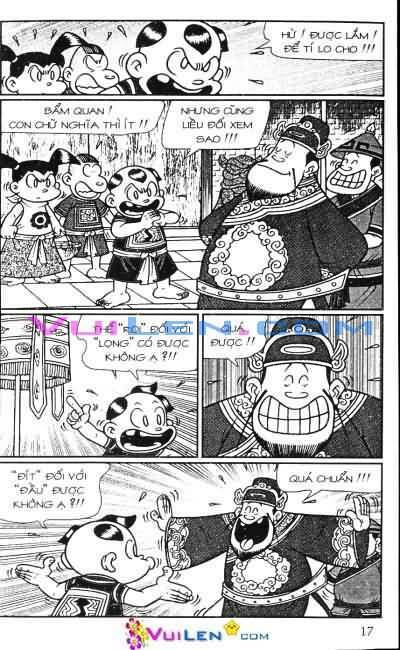 HỪ ! ĐƯỢC LẮM !
ĐỂ TÍ LO CHO !!!
BẨM QUAN !
CON CHỮ NGHĨA THÌ ÍT !!
NHƯNG CŨNG
LIỀU ĐỐI XEM
SAO !!!
THẾ "RỌ" ĐỐI VỚI
"LỌNG" CÓ ĐƯỢC
KHÔNG Ạ ?!!
QUÁ
ĐƯỢC !!
VUILEN.COM
"ĐÍT" ĐỐI VỚI
"ĐẦU" ĐƯỢC
KHÔNG Ạ ?!!
QUÁ CHUẨN !!!
17
VUILEN.COM